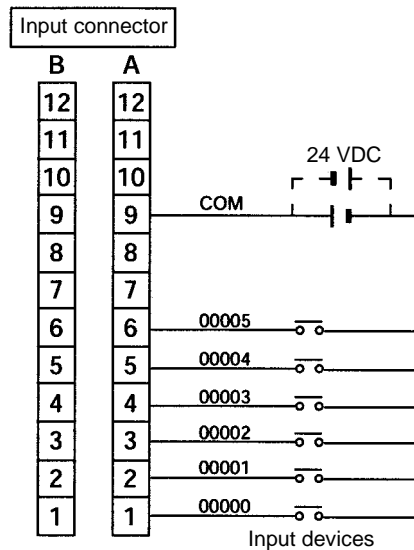 Input connector
B A
12 12
11 11
10 10
24 VDC
9 9 COM
8 8
7 7
6 6 00005
5 5 00004
4 4 00003
3 3 00002
2 2 00001
1 1 00000
Input devices